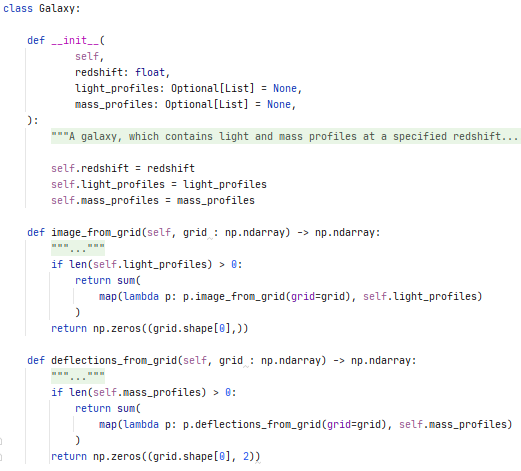 class Galaxy:
    def __init__(
            self,
            redshift: float,
            light_profiles: Optional[List] = None,
            mass_profiles: Optional[List] = None,
    ):
        """A galaxy, which contains light and mass profiles at a specified redshift...
        self.redshift = redshift
        self.light_profiles = light_profiles
        self.mass_profiles = mass_profiles
    def image_from_grid(self, grid : np.ndarray) -> np.ndarray:
        """..."""
        if len(self.light_profiles) > 0:
            return sum(
                map(lambda p: p.image_from_grid(grid=grid), self.light_profiles)
            )
        return np.zeros((grid.shape[0],))
    def deflections_from_grid(self, grid : np.ndarray) -> np.ndarray:
        """..."""
        if len(self.mass_profiles) > 0:
            return sum(
                map(lambda p: p.deflections_from_grid(grid=grid), self.mass_profiles)
            )
        return np.zeros((grid.shape[0], 2))